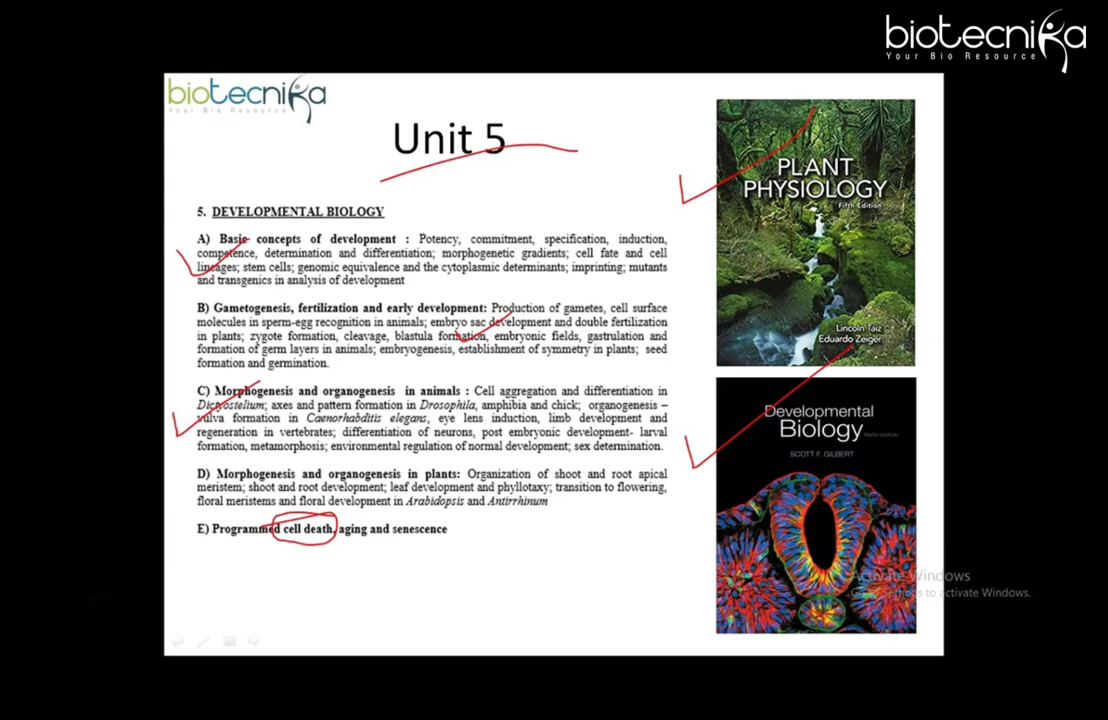 biotecnika
Your Bio Resource
biotecnika
Your Bio Resource
Unit 5
5. DEVELOPMENTAL BIOLOGY
A) Basic concepts of development : Potency, commitment, specification, induction,
competence, determination and differentiation; morphogenetic gradients; cell fate and cell
lineages; stem cells; genomic equivalence and the cytoplasmic determinants; imprinting; mutants
and transgenics in analysis of development
B) Gametogenesis, fertilization and early development: Production of gametes, cell surface
molecules in sperm-egg recognition in animals; embryo sac development and double fertilization
in plants; zygote formation, cleavage, blastula formation, embryonic fields, gastrulation and
formation of germ layers in animals; embryogenesis, establishment of symmetry in plants; seed
formation and germination.
C) Morphogenesis and organogenesis in animals : Cell aggregation and differentiation in
Dictyostelium; axes and pattern formation in Drosophila, amphibia and chick; organogenesis –
vulva formation in Caenorhabditis elegans, eye lens induction, limb development and
regeneration in vertebrates; differentiation of neurons, post embryonic development- larval
formation, metamorphosis; environmental regulation of normal development; sex determination.
D) Morphogenesis and organogenesis in plants: Organization of shoot and root apical
meristem; shoot and root development; leaf development and phyllotaxy; transition to flowering,
floral meristems and floral development in Arabidopsis and Antirrhinum
E) Programmed cell death, aging and senescence
PLANT
PHYSIOLOGY
Fifth Edition
Lincoln Taiz
Eduardo Zeiger
Developmental
Biology TENTH EDITION
SCOTT F. GILBERT
Activate Windows
Go to Settings to activate Windows.